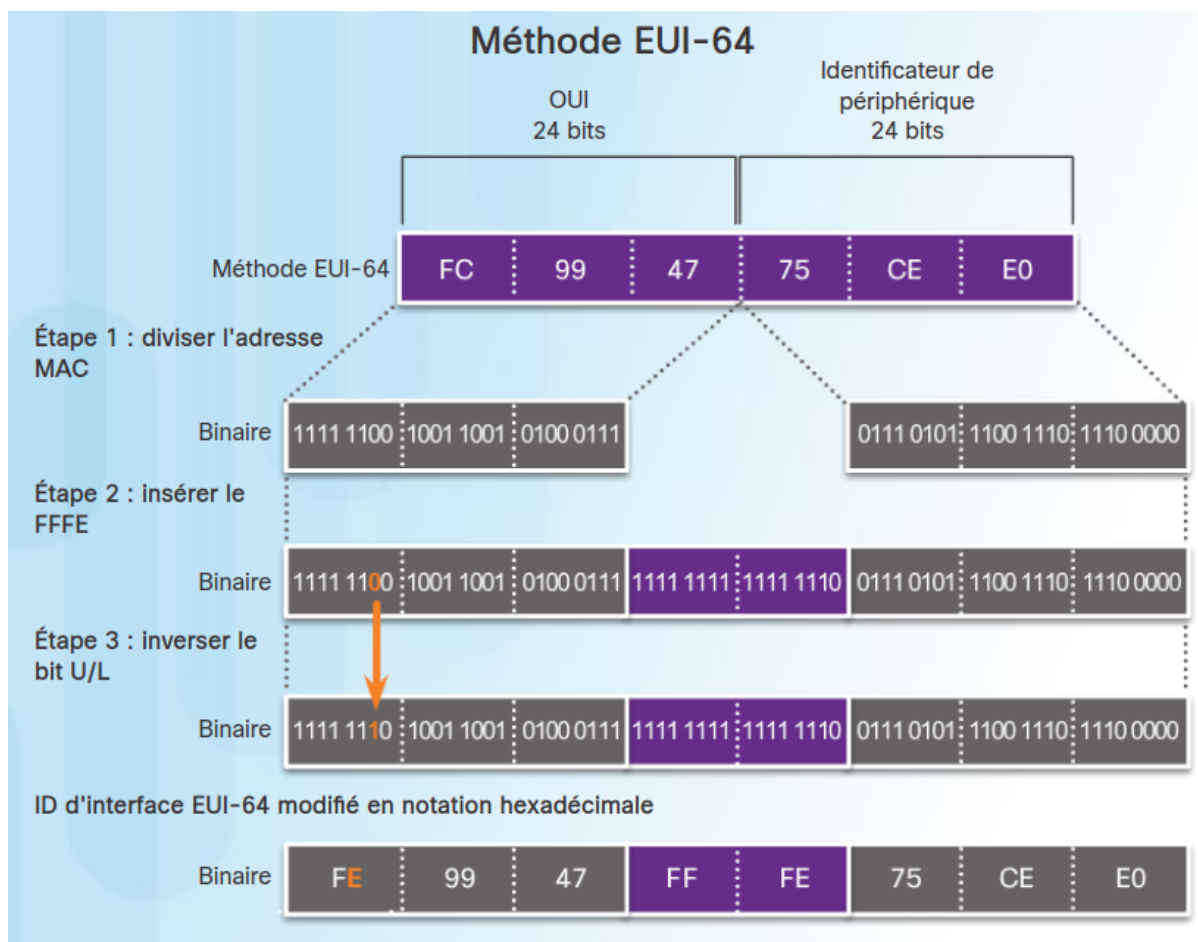 Méthode EUI-64
OUI
24 bits
Identificateur de
périphérique
24 bits
Méthode EUI-64 FC 99 47 75 CE E0
Étape 1 : diviser l'adresse
MAC
Binaire 1111 1100 1001 1001 0100 0111 0111 0101 1100 1110 1110 0000
Étape 2 : insérer le
FFFE
Binaire 1111 1100 1001 1001 0100 0111 1111 1111 1111 1110 0111 0101 1100 1110 1110 0000
Étape 3 : inverser le
bit U/L
Binaire 1111 1110 1001 1001 0100 0111 1111 1111 1111 1110 0111 0101 1100 1110 1110 0000
ID d'interface EUI-64 modifié en notation hexadécimale
Binaire FE 99 47 FF FE 75 CE E0